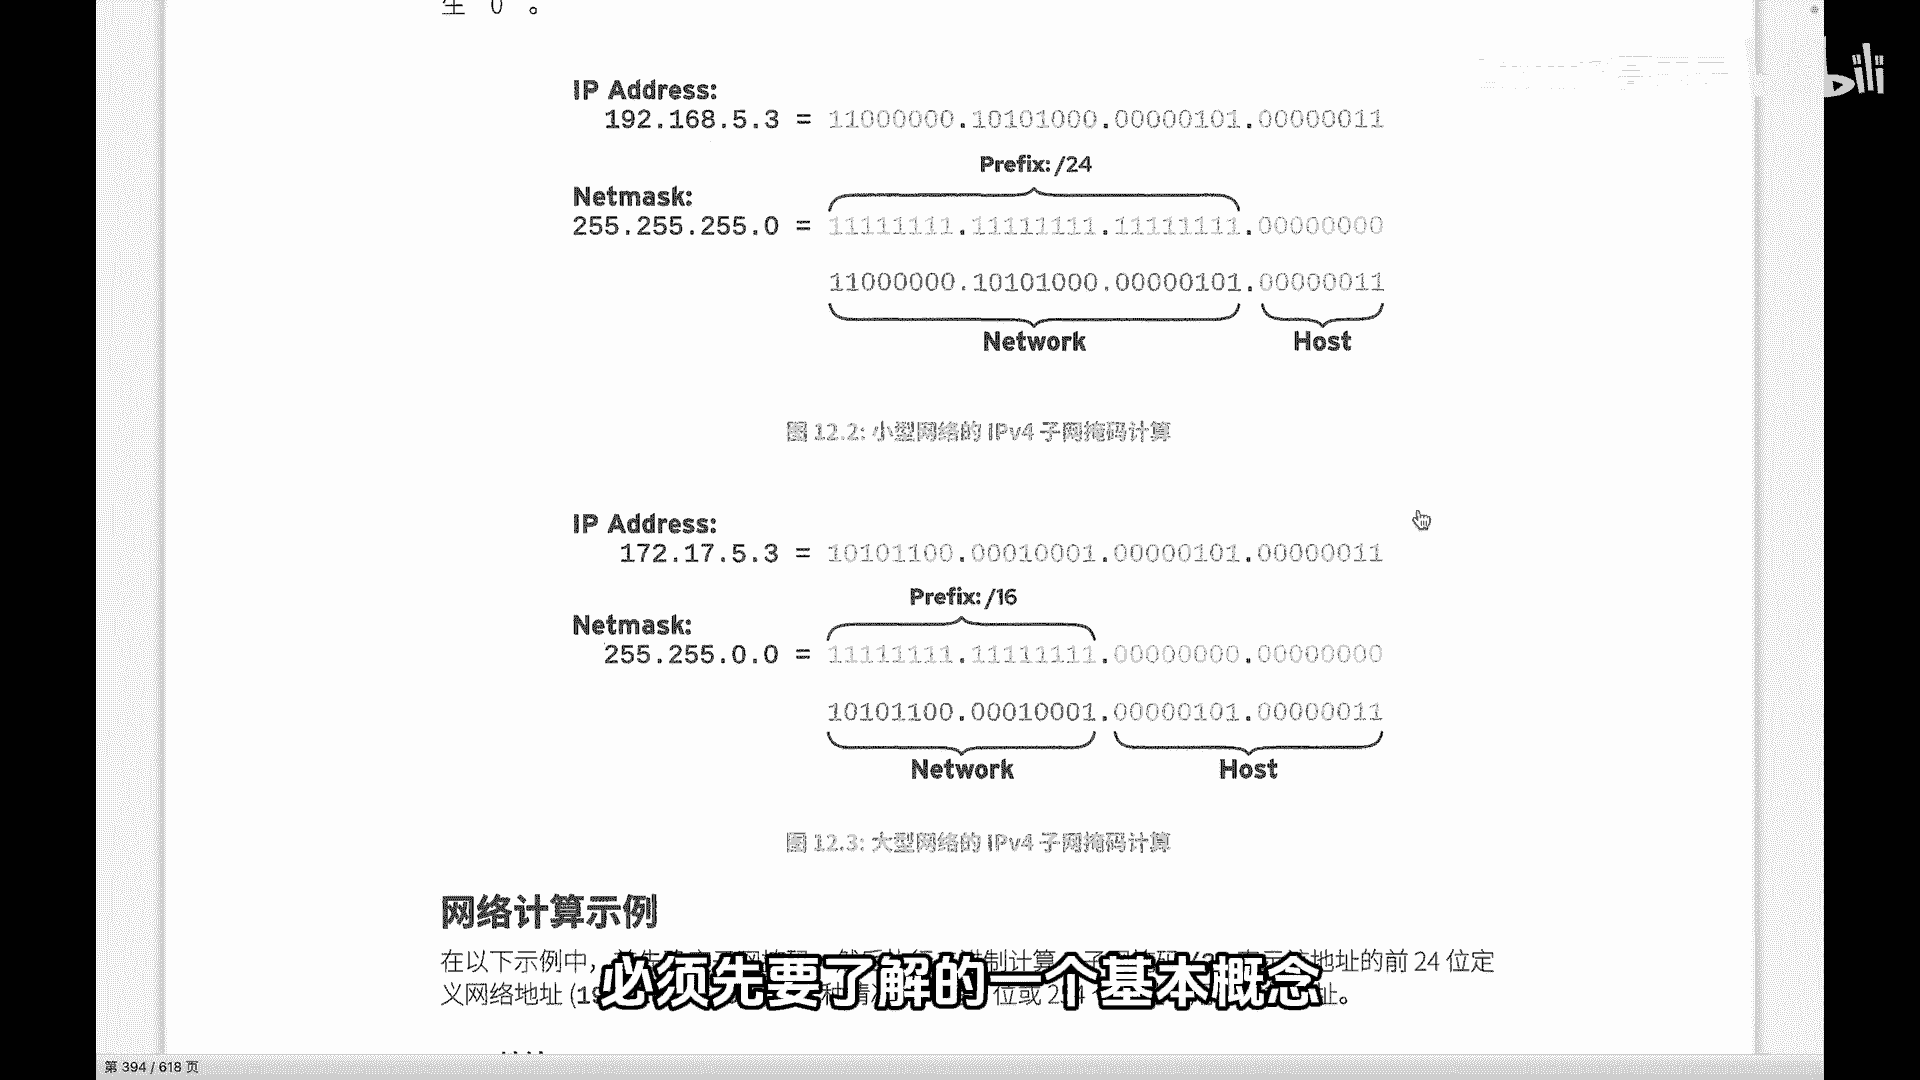 生 0 。
bili
IP Address:
192.168.5.3 = 11000000.10101000.00000101.00000011
Prefix: /24
Netmask:
255.255.255.0 = 11111111.11111111.11111111.00000000
11000000.10101000.00000101.00000011
Network Host
图 12.2: 小型网络的 IPv4 子网掩码计算
IP Address:
172.17.5.3 = 10101100.00010001.00000101.00000011
Prefix: /16
Netmask:
255.255.0.0 = 11111111.11111111.00000000.00000000
10101100.00010001.00000101.00000011
Network Host
图 12.3: 大型网络的 IPv4 子网掩码计算
网络计算示例
在以下示例中, 制计算 地址的前 24 位定
义网络地址 (19 位或 2 址。
必须先要了解的一个基本概念
第 394 / 618 页